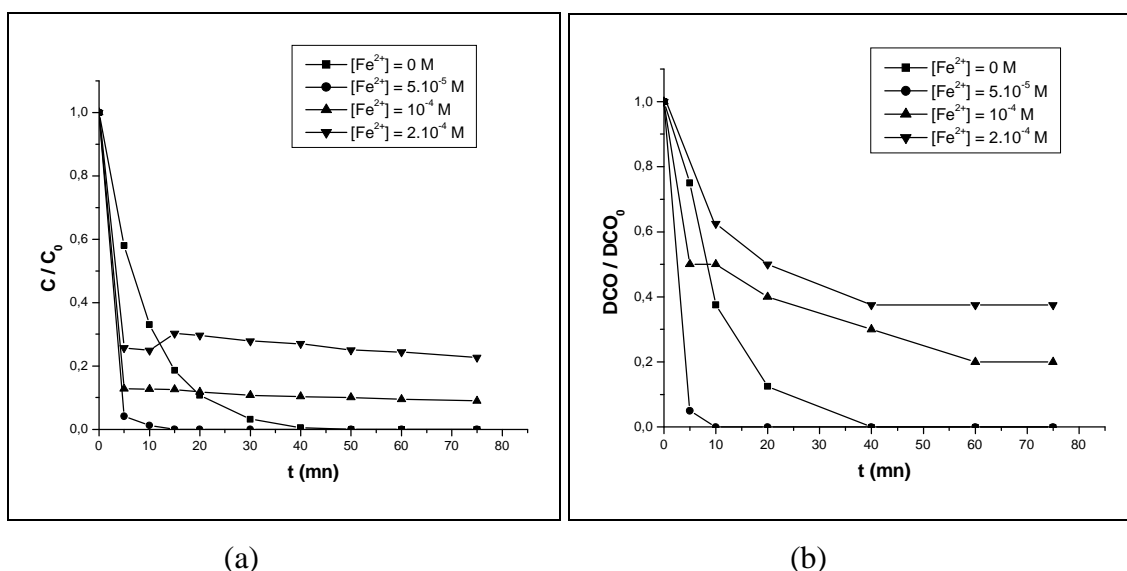 [Fe²⁺] = 0 M
[Fe²⁺] = 5.10⁻⁵ M
[Fe²⁺] = 10⁻⁴ M
[Fe²⁺] = 2.10⁻⁴ M
1,0
0,8
0,6
0,4
0,2
0,0
C / C₀
0 10 20 30 40 50 60 70 80
t (mn)
(a)
[Fe²⁺] = 0 M
[Fe²⁺] = 5.10⁻⁵ M
[Fe²⁺] = 10⁻⁴ M
[Fe²⁺] = 2.10⁻⁴ M
1,0
0,8
0,6
0,4
0,2
0,0
DCO / DCO₀
0 10 20 30 40 50 60 70 80
t (mn)
(b)